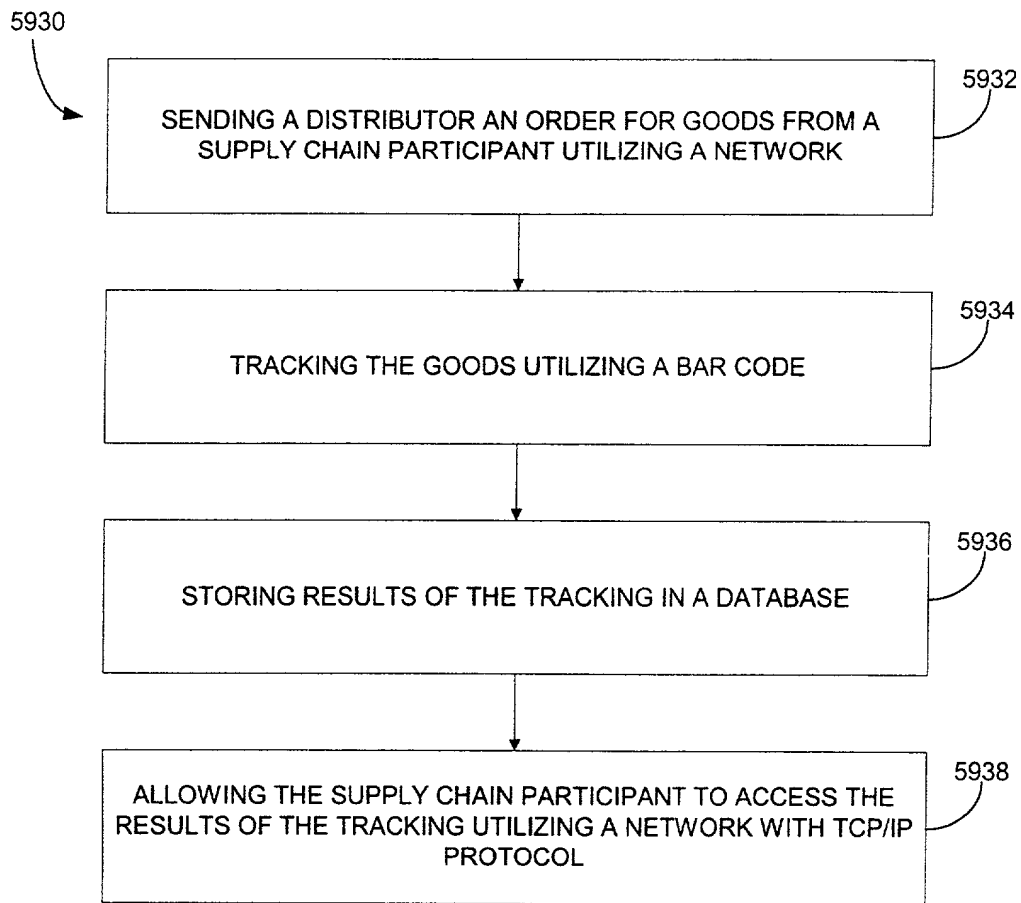 5930
5932
SENDING A DISTRIBUTOR AN ORDER FOR GOODS FROM A
SUPPLY CHAIN PARTICIPANT UTILIZING A NETWORK
5934
TRACKING THE GOODS UTILIZING A BAR CODE
5936
STORING RESULTS OF THE TRACKING IN A DATABASE
5938
ALLOWING THE SUPPLY CHAIN PARTICIPANT TO ACCESS THE
RESULTS OF THE TRACKING UTILIZING A NETWORK WITH TCP/IP
PROTOCOL